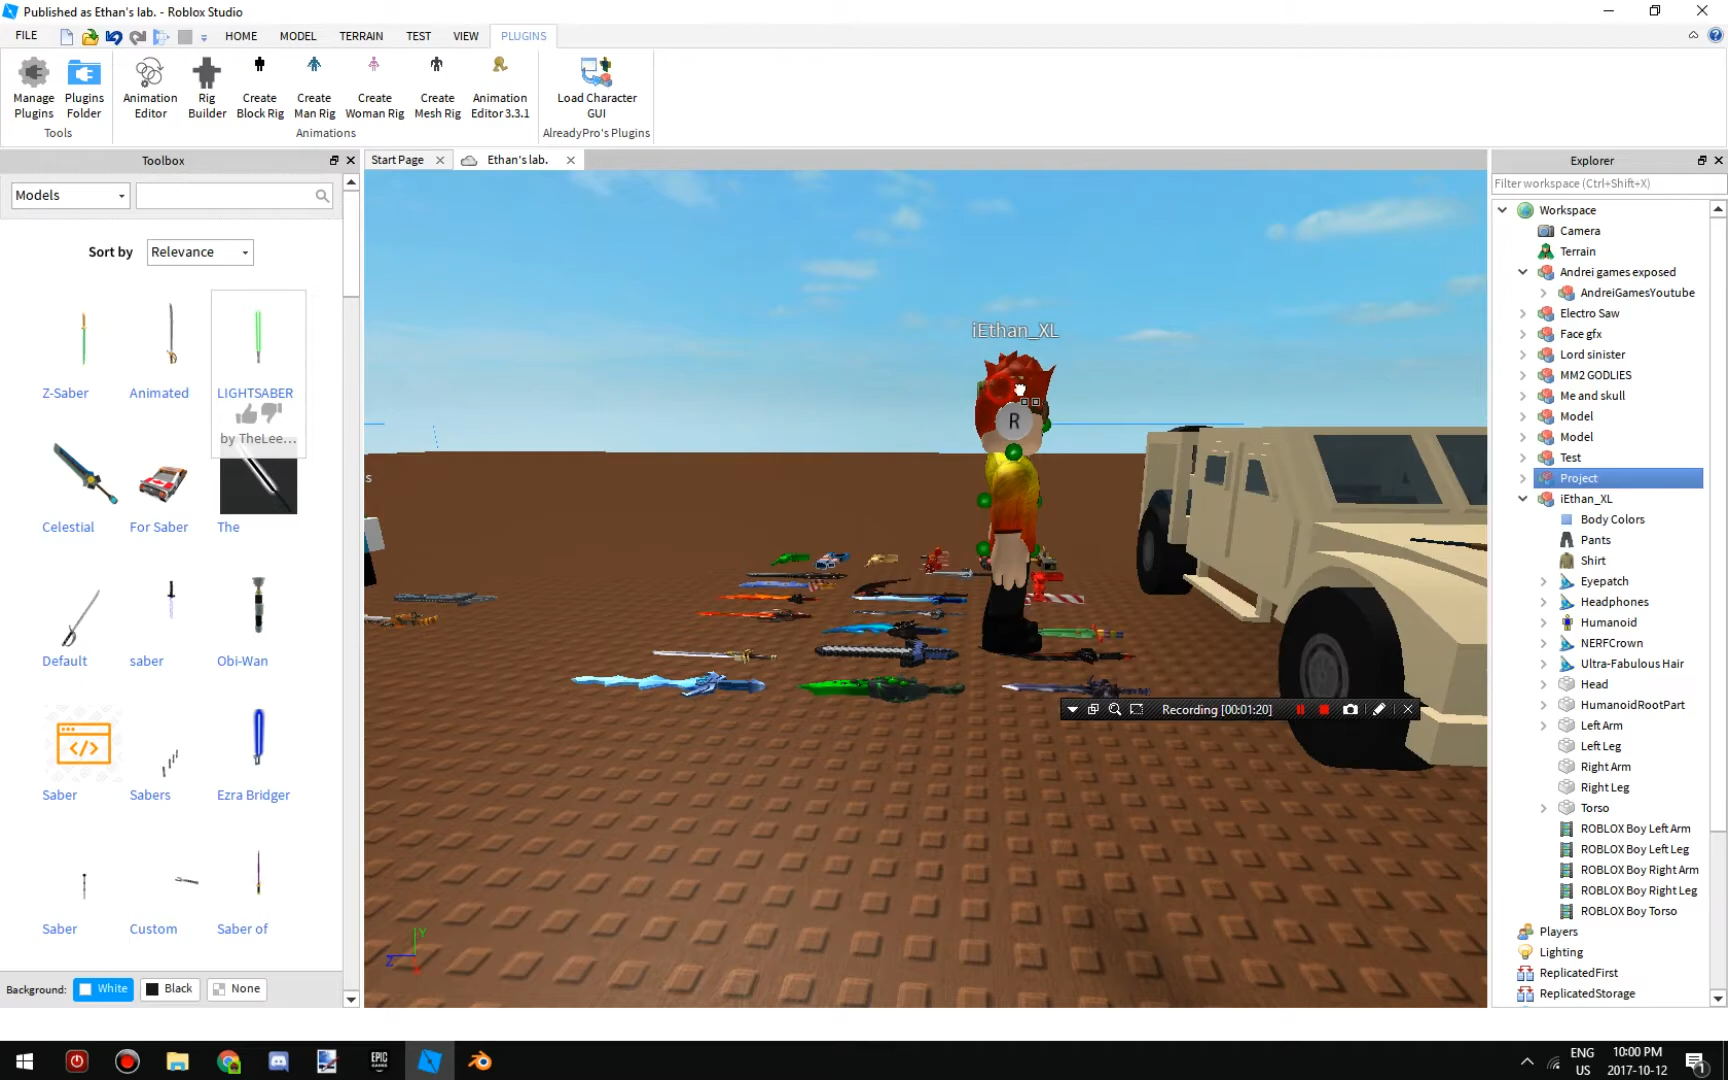 Published as Ethan's lab. - Roblox Studio
FILE HOME MODEL TERRAIN TEST VIEW PLUGINS
Manage Plugins
Plugins Folder
Animation Editor
Rig Builder
Create Block Rig
Create Man Rig
Create Woman Rig
Create Mesh Rig
Animation Editor 3.3.1
Load Character GUI
Tools
Animations
AlreadyPro's Plugins
Toolbox
Models
Sort by Relevance
Z-Saber
Animated
LIGHTSABER
by TheLee...
Celestial
For Saber
The
Default
saber
Obi-Wan
Saber
Sabers
Ezra Bridger
Saber
Custom
Saber of
Background: White Black None
Start Page
Ethan's lab.
iEthan_XL
R
s
Recording [00:01:20]
Y
Z
Explorer
Filter workspace (Ctrl+Shift+X)
Workspace
Camera
Terrain
Andrei games exposed
AndreiGamesYoutube
Electro Saw
Face gfx
Lord sinister
MM2 GODLIES
Me and skull
Model
Model
Test
Project
iEthan_XL
Body Colors
Pants
Shirt
Eyepatch
Headphones
Humanoid
NERFCrown
Ultra-Fabulous Hair
Head
HumanoidRootPart
Left Arm
Left Leg
Right Arm
Right Leg
Torso
ROBLOX Boy Left Arm
ROBLOX Boy Left Leg
ROBLOX Boy Right Arm
ROBLOX Boy Right Leg
ROBLOX Boy Torso
Players
Lighting
ReplicatedFirst
ReplicatedStorage
EPIC GAMES
ENG
US
10:00 PM
2017-10-12
1